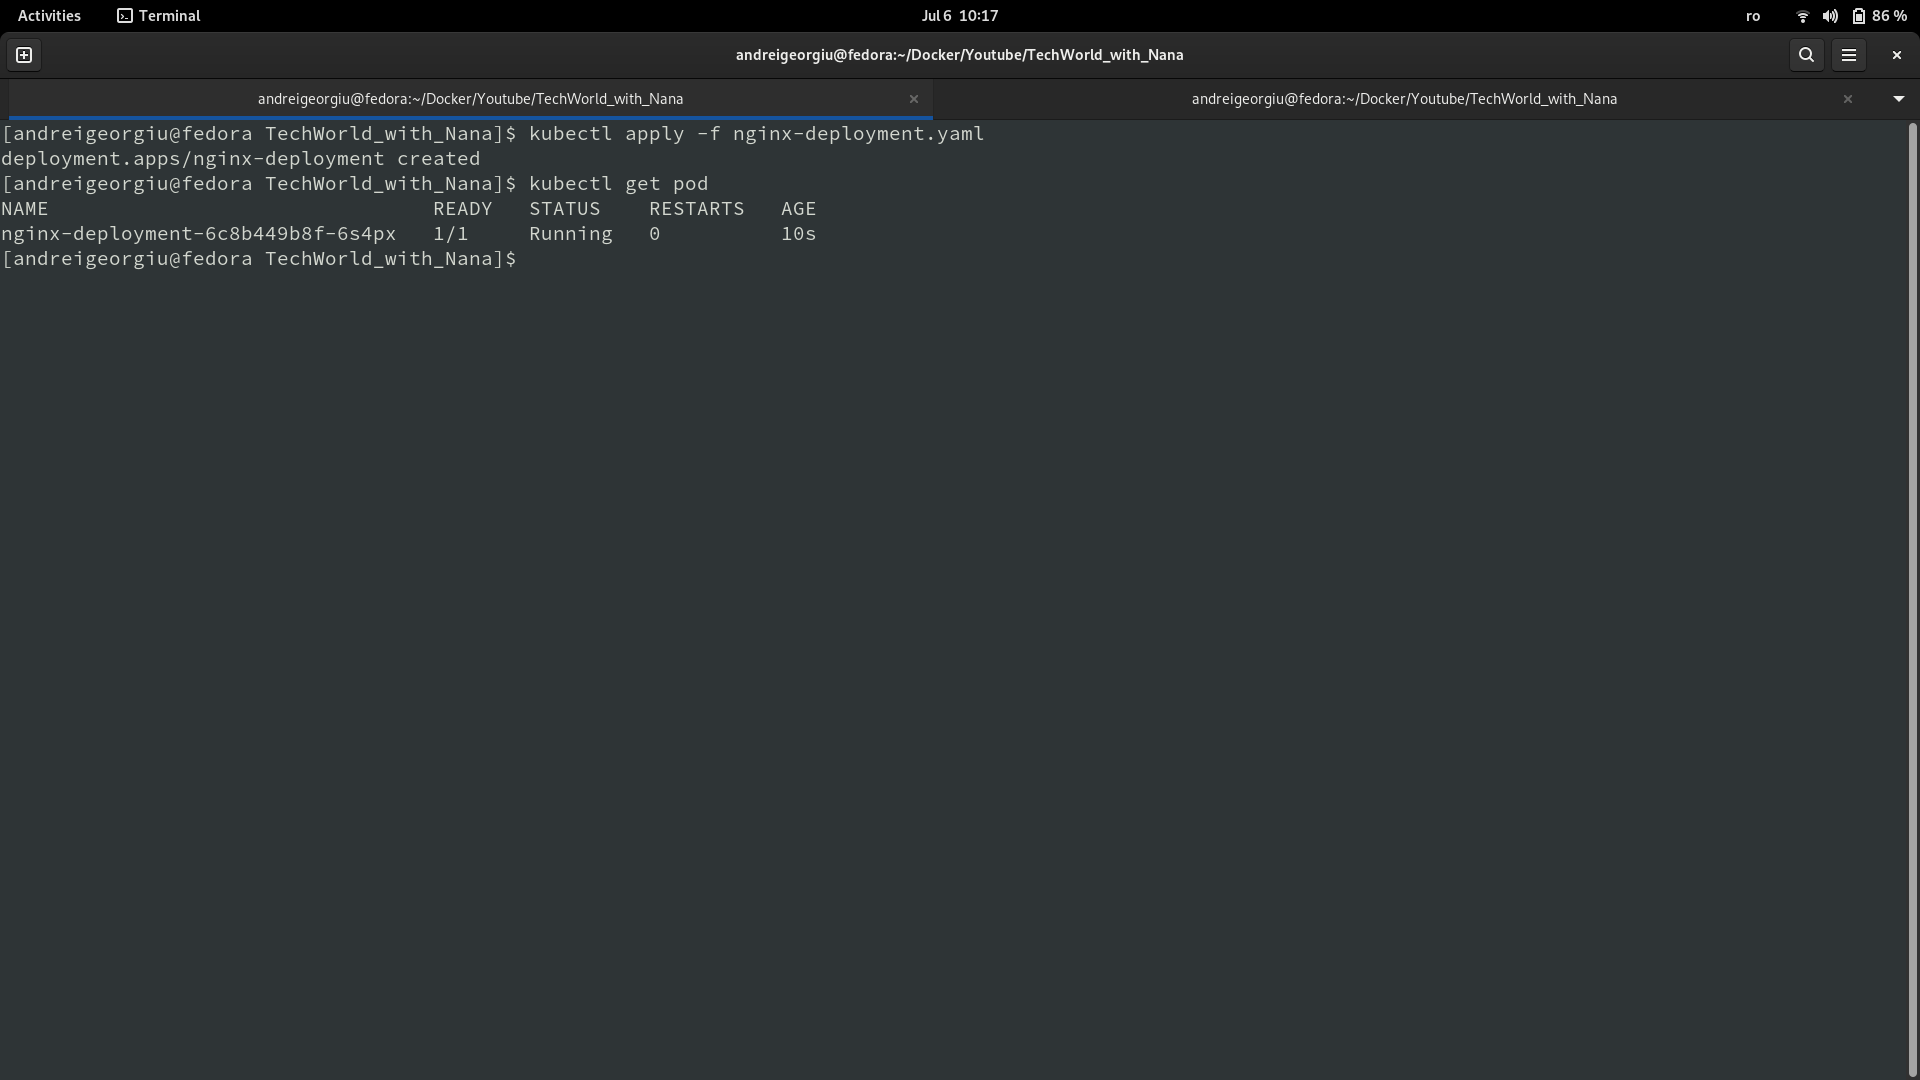 Activities Terminal Jul 6 10:17 ro 86 %
andreigeorgiu@fedora:~/Docker/Youtube/TechWorld_with_Nana
andreigeorgiu@fedora:~/Docker/Youtube/TechWorld_with_Nana × andreigeorgiu@fedora:~/Docker/Youtube/TechWorld_with_Nana ×
[andreigeorgiu@fedora TechWorld_with_Nana]$ kubectl apply -f nginx-deployment.yaml
deployment.apps/nginx-deployment created
[andreigeorgiu@fedora TechWorld_with_Nana]$ kubectl get pod
NAME READY STATUS RESTARTS AGE
nginx-deployment-6c8b449b8f-6s4px 1/1 Running 0 10s
[andreigeorgiu@fedora TechWorld_with_Nana]$